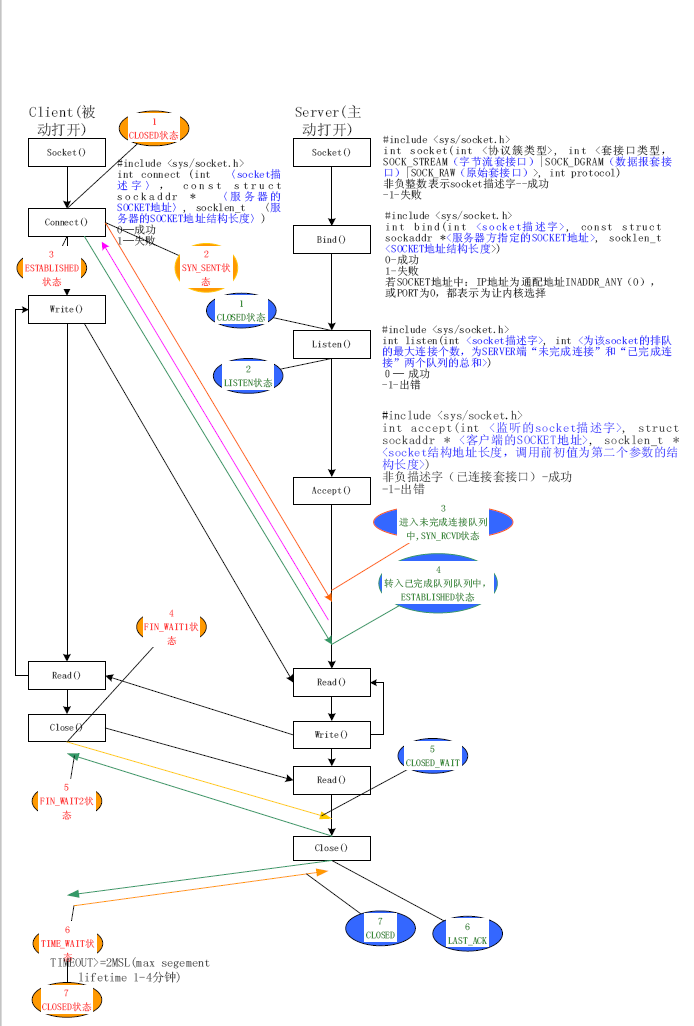 Client(被
动打开)
1
CLOSED状态
Socket()
#include <sys/socket.h>
int connect (int 〈socket描
述字〉, const struct
sockaddr * 〈服务器的
SOCKET地址〉, socklen_t 〈服
务器的SOCKET地址结构长度〉)
0—成功
1—失败
Connect()
2
SYN_SENT状
态
3
ESTABLISHED
状态
Write()
Server(主
动打开)
Socket()
#include <sys/socket.h>
int socket(int <协议簇类型>, int <套接口类型,
SOCK_STREAM(字节流套接口)|SOCK_DGRAM(数据报套接
口)|SOCK_RAW(原始套接口)>, int protocol)
非负整数表示socket描述字--成功
-1-失败
Bind()
#include <sys/socket.h>
int bind(int <socket描述字>, const struct
sockaddr *<服务器方指定的SOCKET地址>, socklen_t
<SOCKET地址结构长度>)
0-成功
1-失败
若SOCKET地址中: IP地址为通配地址INADDR_ANY(0),
或PORT为0, 都表示为让内核选择
1
CLOSED状态
Listen()
#include <sys/socket.h>
int listen(int <socket描述字>, int <为该socket的排队
的最大连接个数, 为SERVER端“未完成连接”和“已完成连
接”两个队列的总和>)
0 — 成功
-1-出错
2
LISTEN状态
#include <sys/socket.h>
int accept(int <监听的socket描述字>, struct
sockaddr * <客户端的SOCKET地址>, socklen_t *
<socket结构地址长度, 调用前初值为第二个参数的结
构长度>)
非负描述字(已连接套接口)-成功
-1-出错
Accept()
3
进入未完成连接队列
中,SYN_RCVD状态
4
转入已完成队列队列中,
ESTABLISHED状态
4
FIN_WAIT1状
态
Read()
Read()
Close()
Write()
5
CLOSED_WAIT
Read()
5
FIN_WAIT2状
态
Close()
7
CLOSED
6
LAST_ACK
6
TIME_WAIT状
态
TIMEOUT>=2MSL(max segement
lifetime 1-4分钟)
7
CLOSED状态